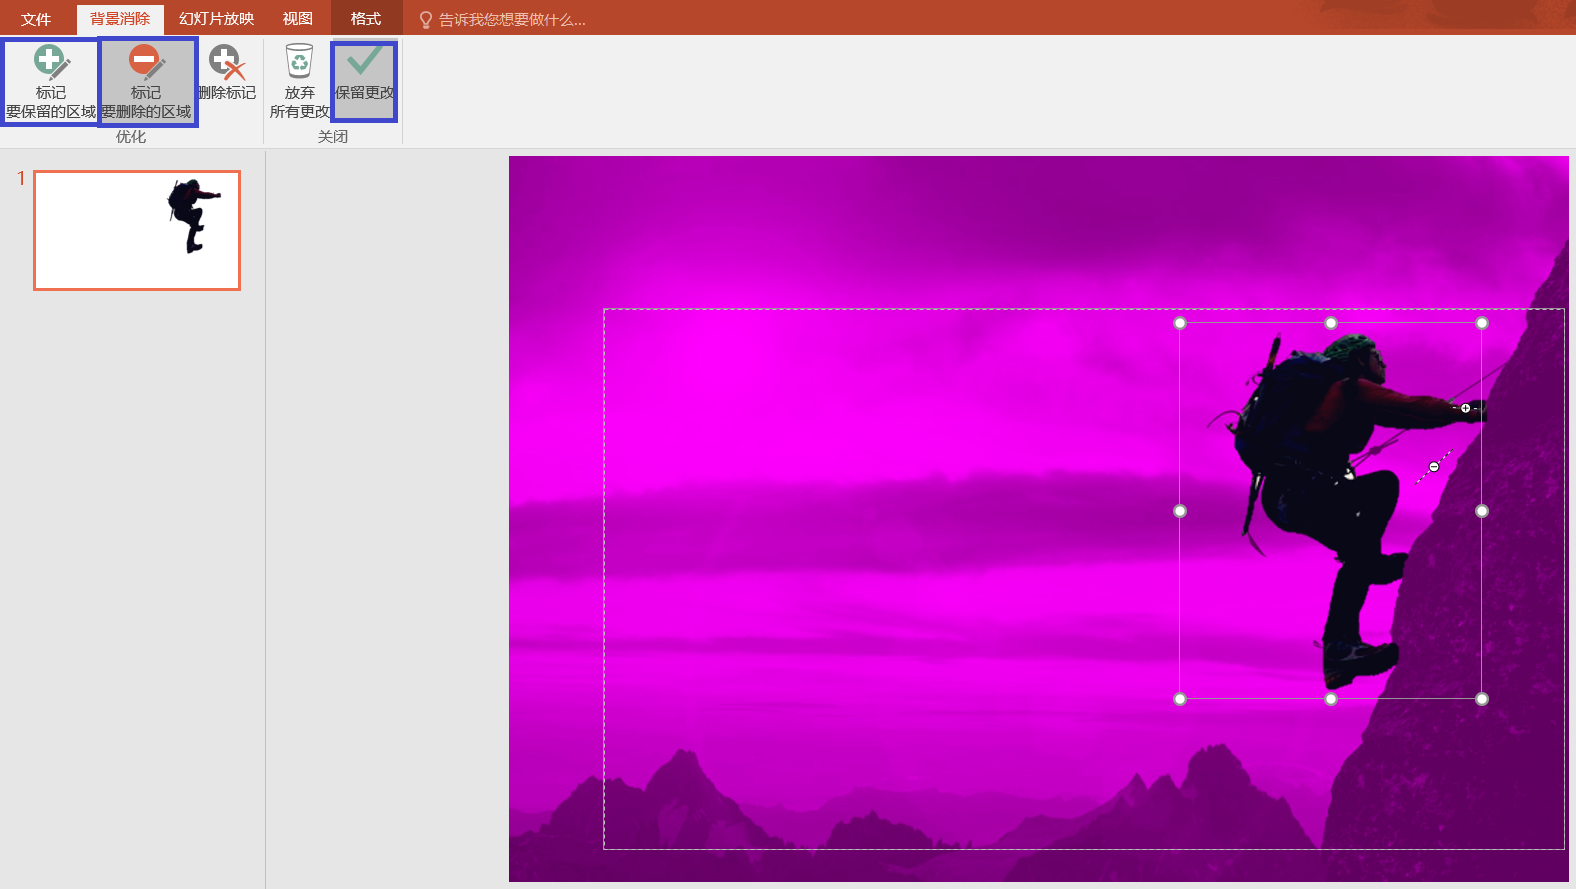 文件 背景消除 幻灯片放映 视图 格式 告诉我您想要做什么...
标记 标记 删除标记 放弃 保留更改
要保留的区域 要删除的区域 所有更改
优化 关闭
1